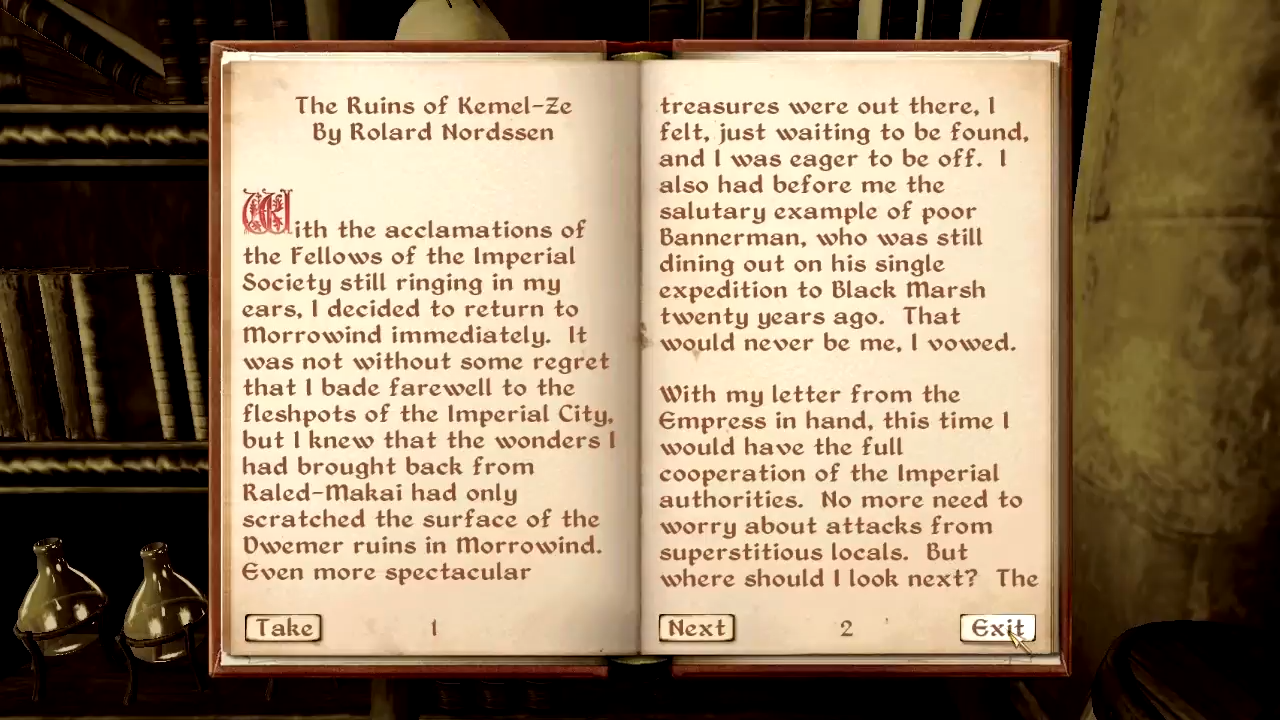 The Ruins of Kemel-Ze
By Rolard Nordssen
With the acclamations of
the Fellows of the Imperial
Society still ringing in my
ears, I decided to return to
Morrowind immediately.  It
was not without some regret
that I bade farewell to the
fleshpots of the Imperial City,
but I knew that the wonders I
had brought back from
Raled-Makai had only
scratched the surface of the
Dwemer ruins in Morrowind.
Even more spectacular
Take
1
treasures were out there, I
felt, just waiting to be found,
and I was eager to be off.  I
also had before me the
salutary example of poor
Bannerman, who was still
dining out on his single
expedition to Black Marsh
twenty years ago.  That
would never be me, I vowed.
With my letter from the
Empress in hand, this time I
would have the full
cooperation of the Imperial
authorities.  No more need to
worry about attacks from
superstitious locals.  But
where should I look next?  The
Next
2
Exit